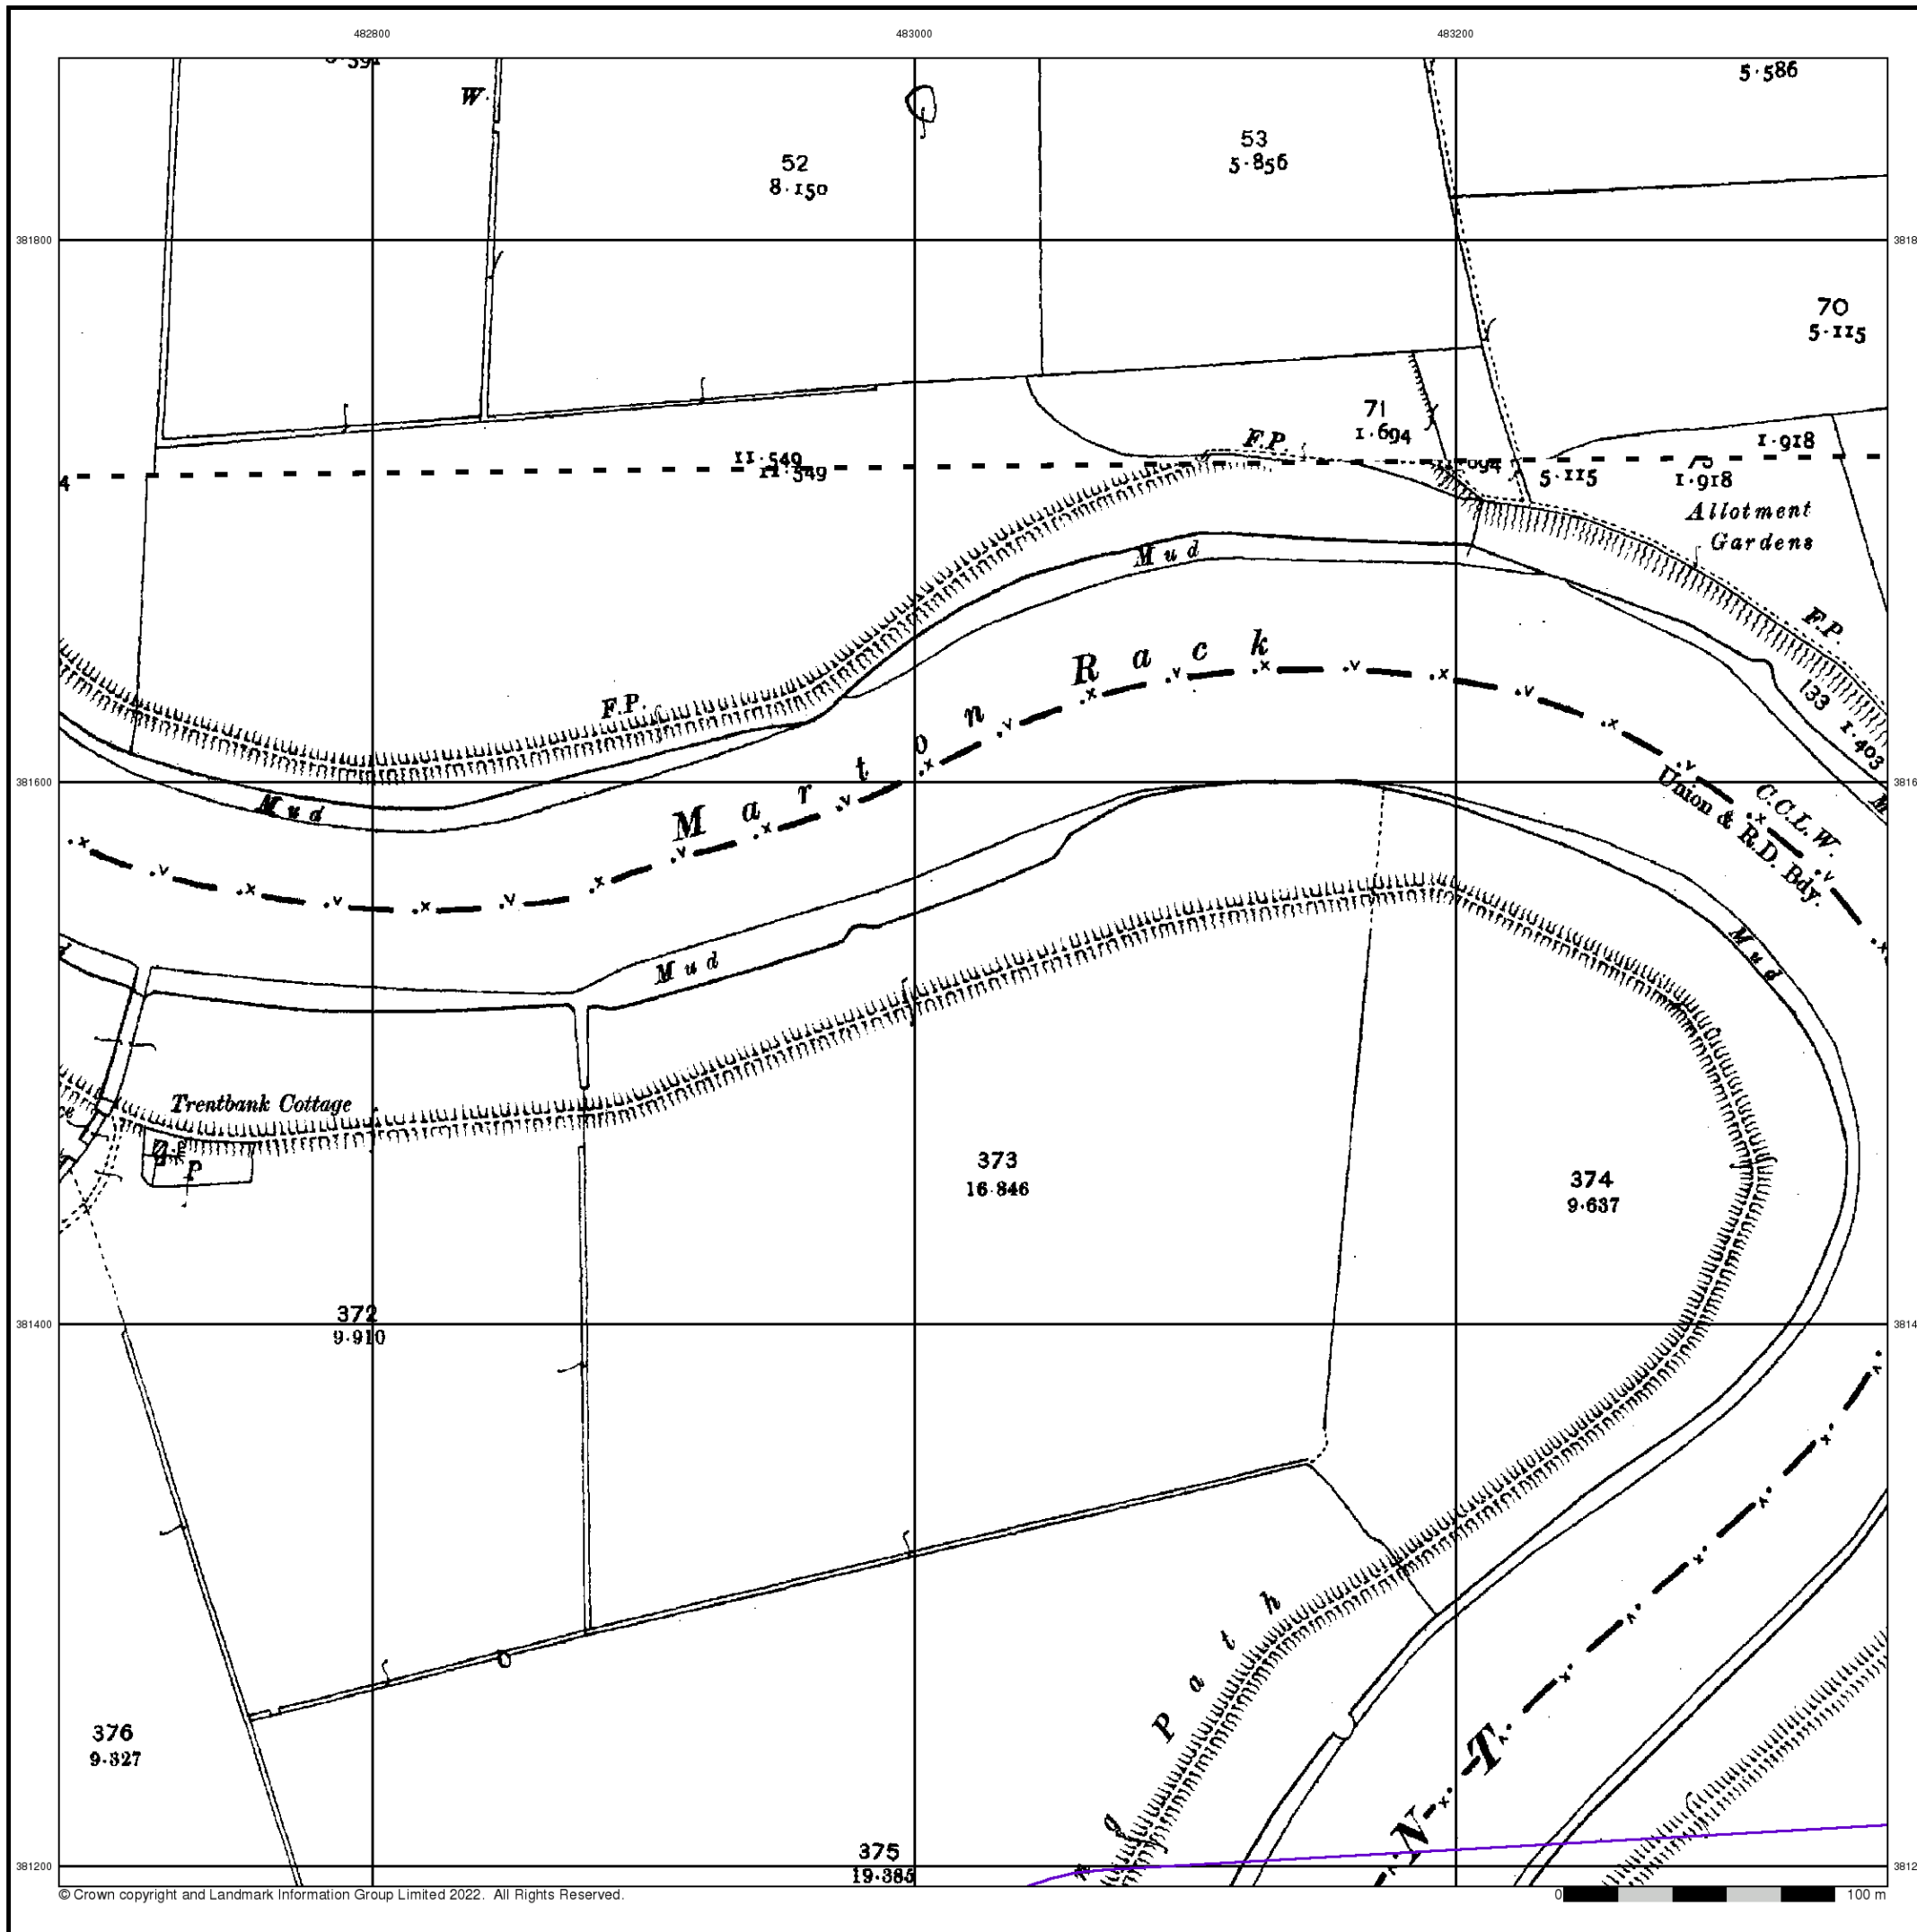 482800
483000
483200
5·586
W.
53
5·856
52
8·150
381800
70
5·115
71
1·694
F.P.
1·918
11·549
11·549
5·115
1·918
4
Allotment
Gardens
Mud
F.P.
Rack
133 1·403
F.P.
Marton
381600
Mud
C.C.L.W.
Union & R.D. Bdy.
Mud
Mud
Trentbank Cottage
P
373
16·846
374
9·637
372
9·910
381400
Path
376
9·327
NT
375
19·385
381200
© Crown copyright and Landmark Information Group Limited 2022. All Rights Reserved.
0 100 m